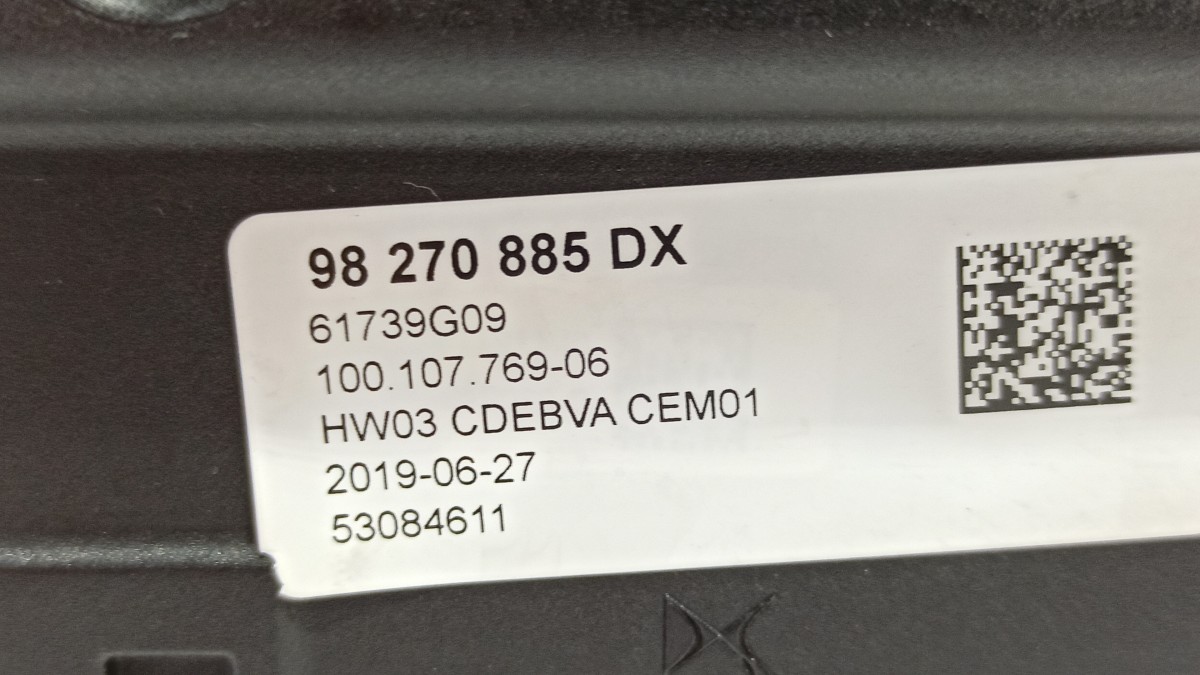 98 270 885 DX
61739G09
100.107.769-06
HW03 CDEBVA CEM01
2019-06-27
53084611